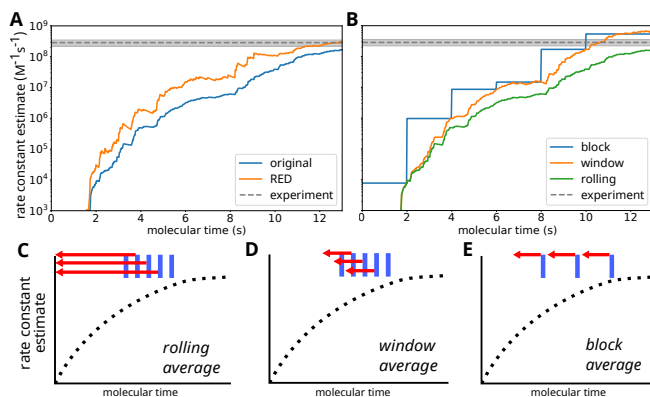 A
B
rate constant estimate (M⁻¹s⁻¹)
10⁹
10⁸
10⁷
10⁶
10⁵
10⁴
10³
0 2 4 6 8 10 12
molecular time (s)
original
RED
experiment
0 2 4 6 8 10 12
molecular time (s)
block
window
rolling
experiment
C
D
E
rate constant
estimate
rolling
average
molecular time
window
average
molecular time
block
average
molecular time